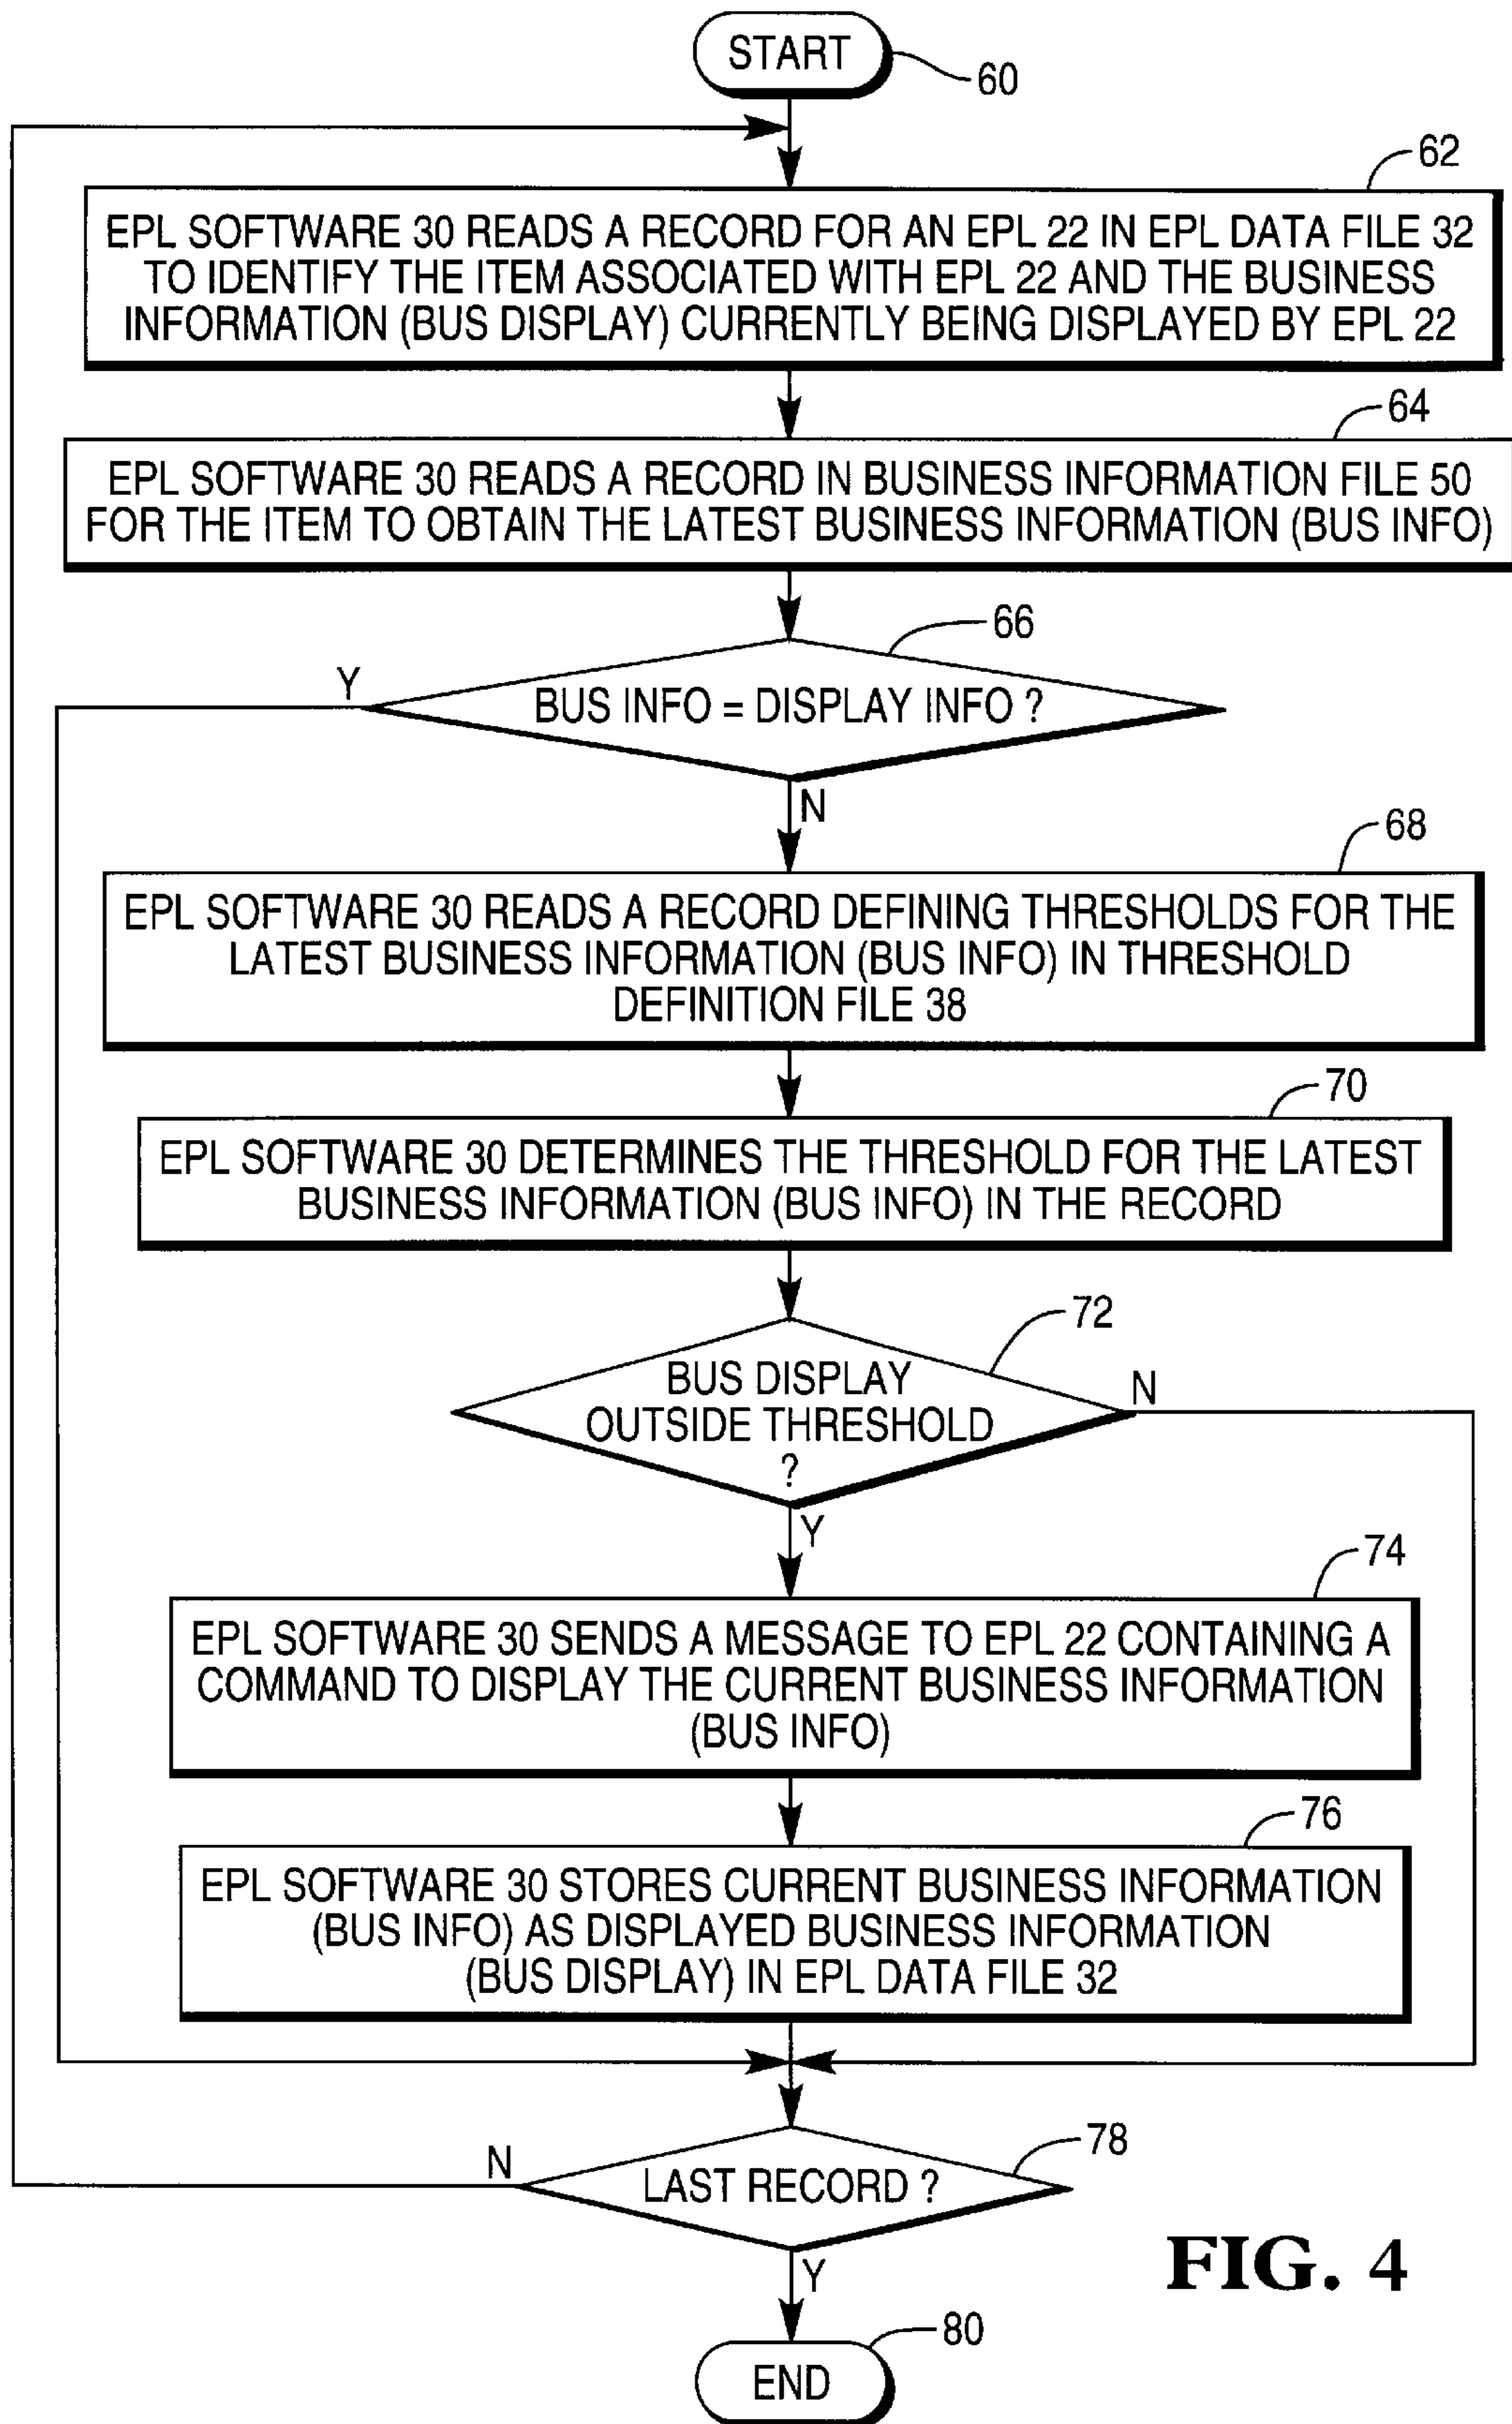 START
60
62
EPL SOFTWARE 30 READS A RECORD FOR AN EPL 22 IN EPL DATA FILE 32
TO IDENTIFY THE ITEM ASSOCIATED WITH EPL 22 AND THE BUSINESS
INFORMATION (BUS DISPLAY) CURRENTLY BEING DISPLAYED BY EPL 22
64
EPL SOFTWARE 30 READS A RECORD IN BUSINESS INFORMATION FILE 50
FOR THE ITEM TO OBTAIN THE LATEST BUSINESS INFORMATION (BUS INFO)
66
Y
BUS INFO = DISPLAY INFO ?
N
68
EPL SOFTWARE 30 READS A RECORD DEFINING THRESHOLDS FOR THE
LATEST BUSINESS INFORMATION (BUS INFO) IN THRESHOLD
DEFINITION FILE 38
70
EPL SOFTWARE 30 DETERMINES THE THRESHOLD FOR THE LATEST
BUSINESS INFORMATION (BUS INFO) IN THE RECORD
72
BUS DISPLAY
N
OUTSIDE THRESHOLD
?
Y
74
EPL SOFTWARE 30 SENDS A MESSAGE TO EPL 22 CONTAINING A
COMMAND TO DISPLAY THE CURRENT BUSINESS INFORMATION
(BUS INFO)
76
EPL SOFTWARE 30 STORES CURRENT BUSINESS INFORMATION
(BUS INFO) AS DISPLAYED BUSINESS INFORMATION
(BUS DISPLAY) IN EPL DATA FILE 32
78
N
LAST RECORD ?
Y
FIG. 4
80
END